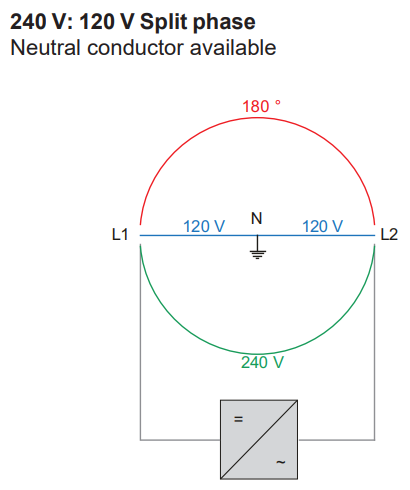 240 V: 120 V Split phase
Neutral conductor available
180 °
120 V N 120 V
L1 L2
240 V
=
~